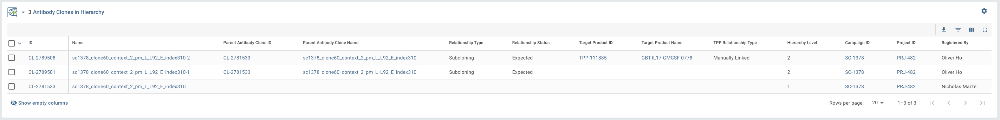 3 Antibody Clones in Hierarchy
ID Name Parent Antibody Clone ID Parent Antibody Clone Name Relationship Type Relationship Status Target Product ID Target Product Name TPP Relationship Type Hierarchy Level Campaign ID Project ID Registered By
CL-2789508 sc1378_clone60_context_2_pm_L_L92_E_index310-2 CL-2781533 sc1378_clone60_context_2_pm_L_L92_E_index310 Subcloning Expected TPP-111885 GBT-IL17-GMCSF-0778 Manually Linked 2 SC-1378 PRJ-482 Oliver Ho
CL-2789501 sc1378_clone60_context_2_pm_L_L92_E_index310-1 CL-2781533 sc1378_clone60_context_2_pm_L_L92_E_index310 Subcloning Expected 2 SC-1378 PRJ-482 Oliver Ho
CL-2781533 sc1378_clone60_context_2_pm_L_L92_E_index310 1 SC-1378 PRJ-482 Nicholas Marze
Show empty columns Rows per page: 20 1–3 of 3